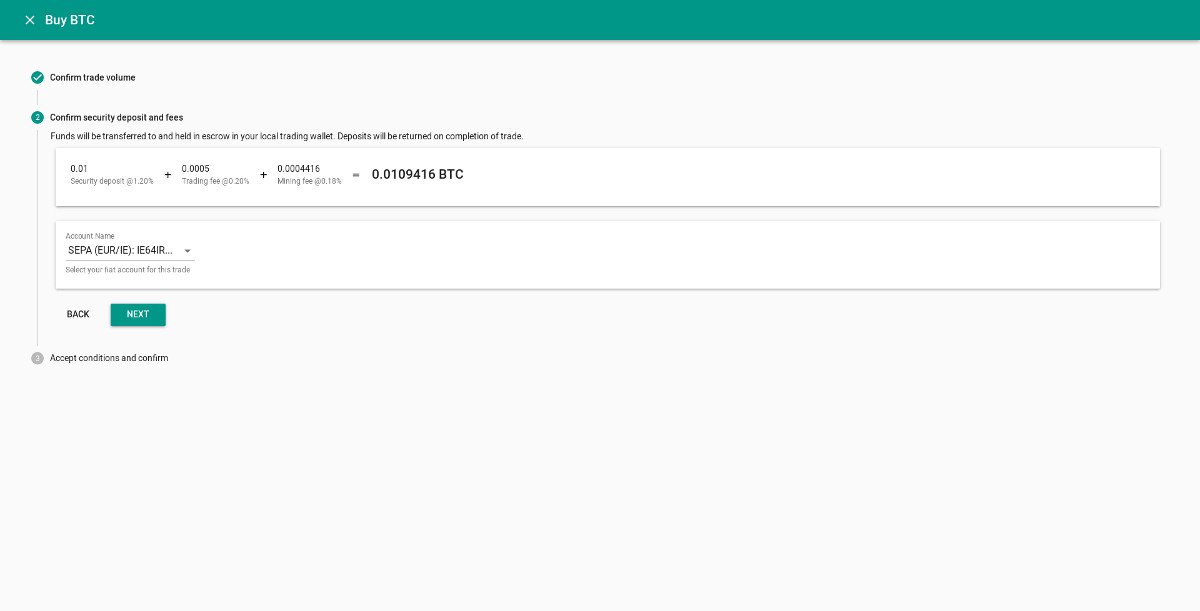 Buy BTC
Confirm trade volume
2 Confirm security deposit and fees
Funds will be transferred to and held in escrow in your local trading wallet. Deposits will be returned on completion of trade.
0.01 + 0.0005 + 0.0004416 = 0.0109416 BTC
Security deposit @1.20% Trading fee @0.20% Mining fee @0.18%
Account Name
SEPA (EUR/IE): IE64IR...
Select your fiat account for this trade
BACK NEXT
3 Accept conditions and confirm